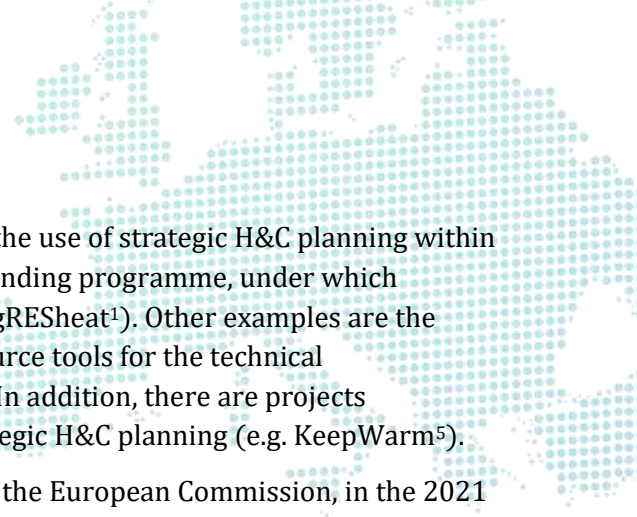 the use of strategic H&C planning within
nding programme, under which
gRESheat¹). Other examples are the
urce tools for the technical
In addition, there are projects
tegic H&C planning (e.g. KeepWarm⁵).
the European Commission, in the 2021